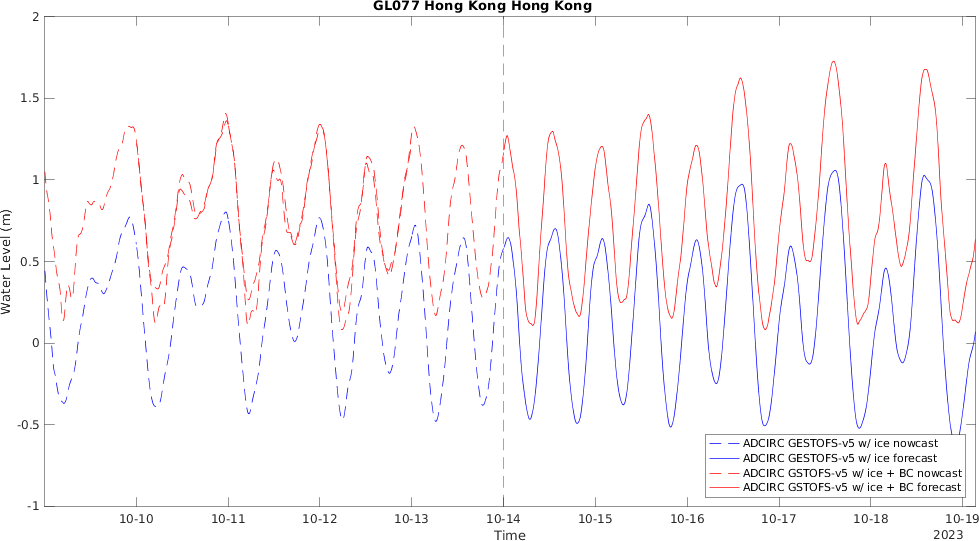 GL077 Hong Kong Hong Kong
2
1.5
1
0.5
0
-0.5
-1
Water Level (m)
ADCIRC GESTOFS-v5 w/ ice nowcast
ADCIRC GESTOFS-v5 w/ ice forecast
ADCIRC GSTOFS-v5 w/ ice + BC nowcast
ADCIRC GSTOFS-v5 w/ ice + BC forecast
10-10 10-11 10-12 10-13 10-14 10-15 10-16 10-17 10-18 10-19
Time
2023